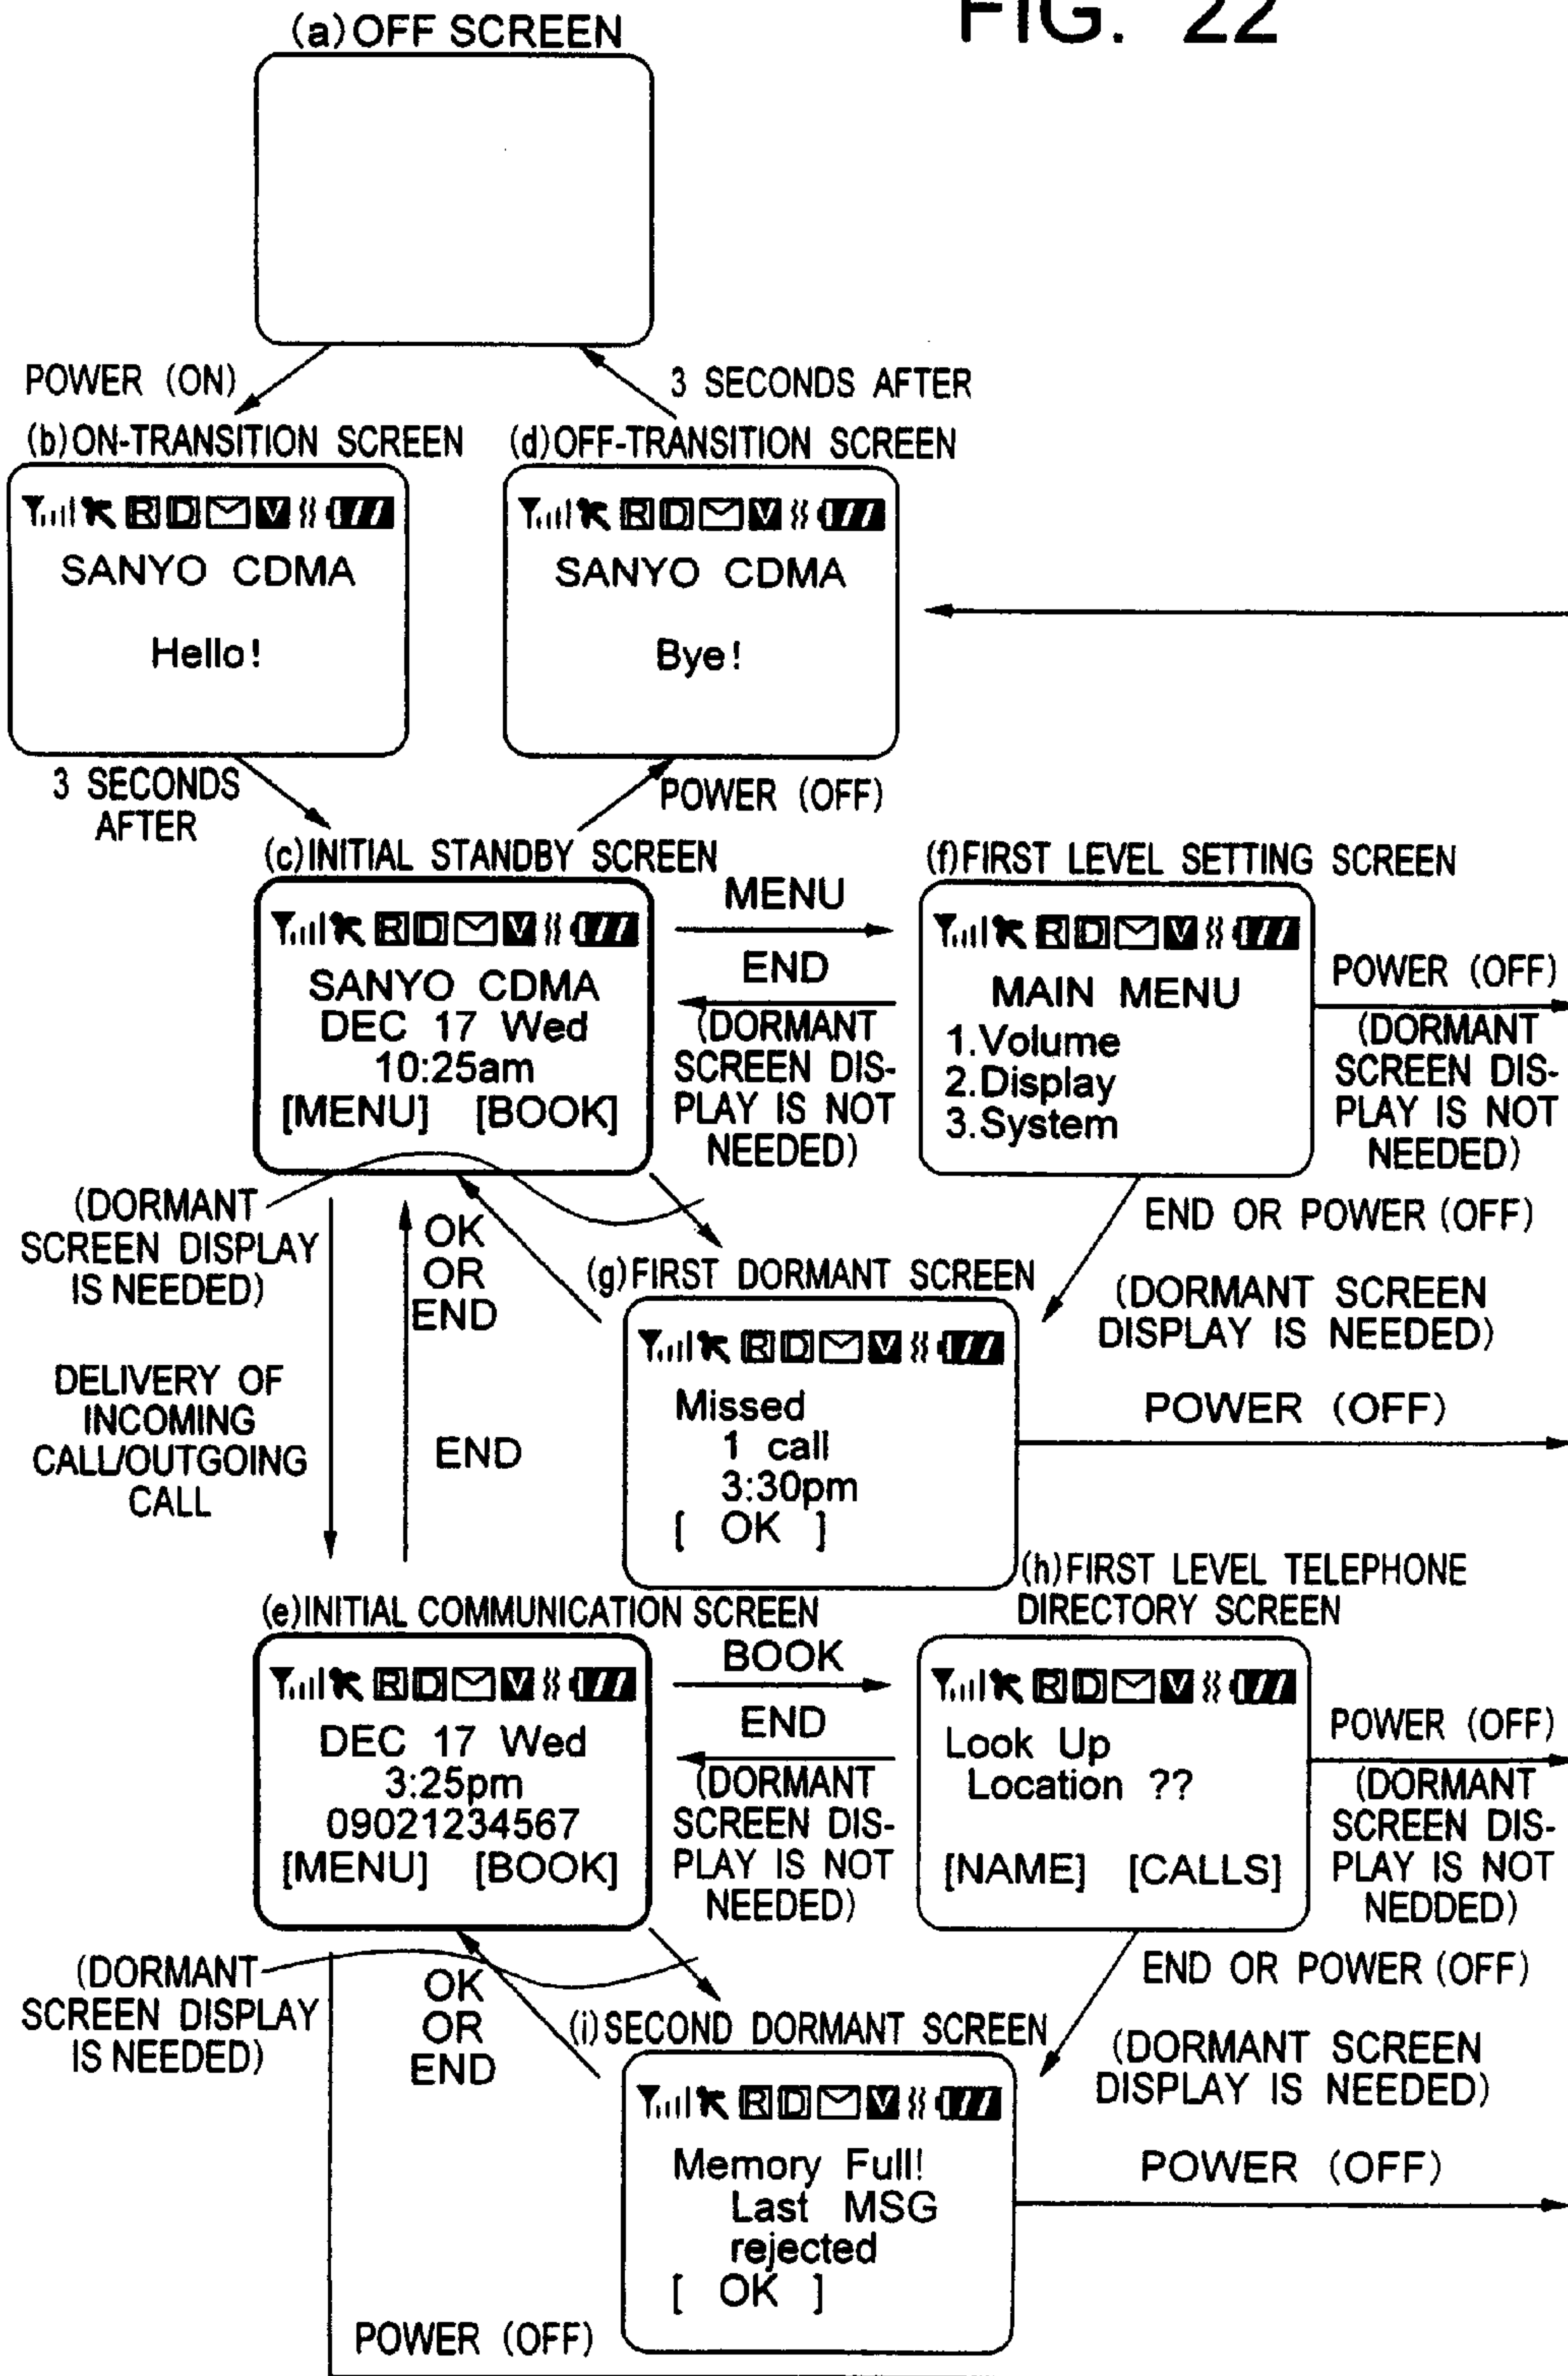 FIG. 22
(a)OFF SCREEN
POWER (ON)
3 SECONDS AFTER
(b)ON-TRANSITION SCREEN
(d)OFF-TRANSITION SCREEN
R D V
SANYO CDMA
Hello!
R D V
SANYO CDMA
Bye!
3 SECONDS
AFTER
POWER (OFF)
(c)INITIAL STANDBY SCREEN
R D V
SANYO CDMA
DEC 17 Wed
10:25am
[MENU] [BOOK]
MENU
END
(DORMANT
SCREEN DIS-
PLAY IS NOT
NEEDED)
(f)FIRST LEVEL SETTING SCREEN
R D V
MAIN MENU
1.Volume
2.Display
3.System
POWER (OFF)
(DORMANT
SCREEN DIS-
PLAY IS NOT
NEEDED)
(DORMANT
SCREEN DISPLAY
IS NEEDED)
OK
OR
END
END OR POWER (OFF)
(DORMANT SCREEN
DISPLAY IS NEEDED)
(g)FIRST DORMANT SCREEN
R D V
Missed
1 call
3:30pm
[ OK ]
POWER (OFF)
DELIVERY OF
INCOMING
CALL/OUTGOING
CALL
END
(e)INITIAL COMMUNICATION SCREEN
R D V
DEC 17 Wed
3:25pm
09021234567
[MENU] [BOOK]
BOOK
END
(DORMANT
SCREEN DIS-
PLAY IS NOT
NEEDED)
(h)FIRST LEVEL TELEPHONE
DIRECTORY SCREEN
R D V
Look Up
Location ??
[NAME] [CALLS]
POWER (OFF)
(DORMANT
SCREEN DIS-
PLAY IS NOT
NEDDED)
(DORMANT
SCREEN DISPLAY
IS NEEDED)
OK
OR
END
END OR POWER (OFF)
(DORMANT SCREEN
DISPLAY IS NEEDED)
(i)SECOND DORMANT SCREEN
R D V
Memory Full!
Last MSG
rejected
[ OK ]
POWER (OFF)
POWER (OFF)